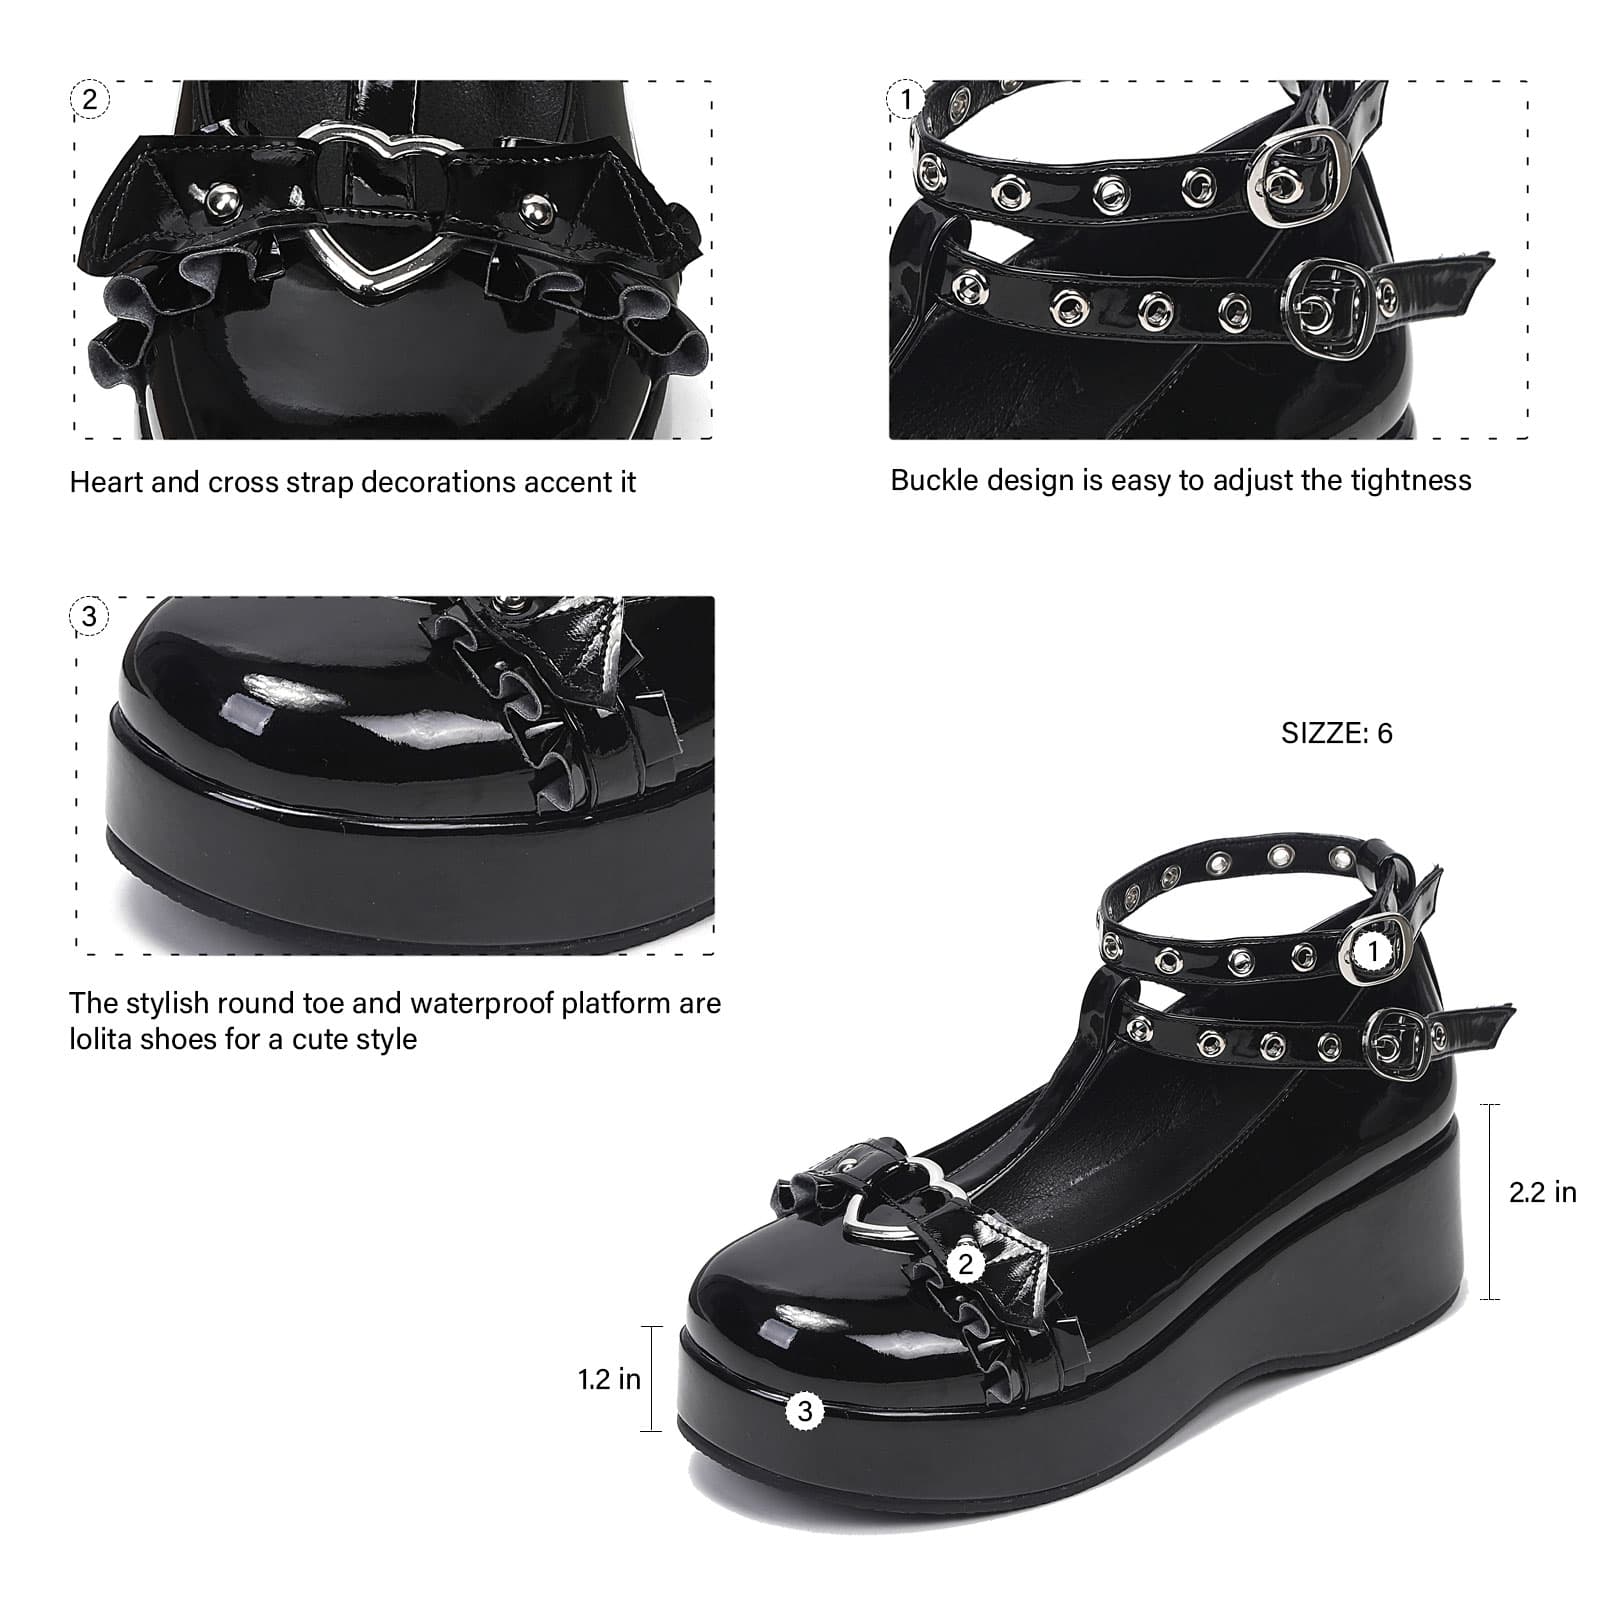 2
1
Heart and cross strap decorations accent it
Buckle design is easy to adjust the tightness
3
The stylish round toe and waterproof platform are
lolita shoes for a cute style
SIZZE: 6
1
2.2 in
2
1.2 in
3